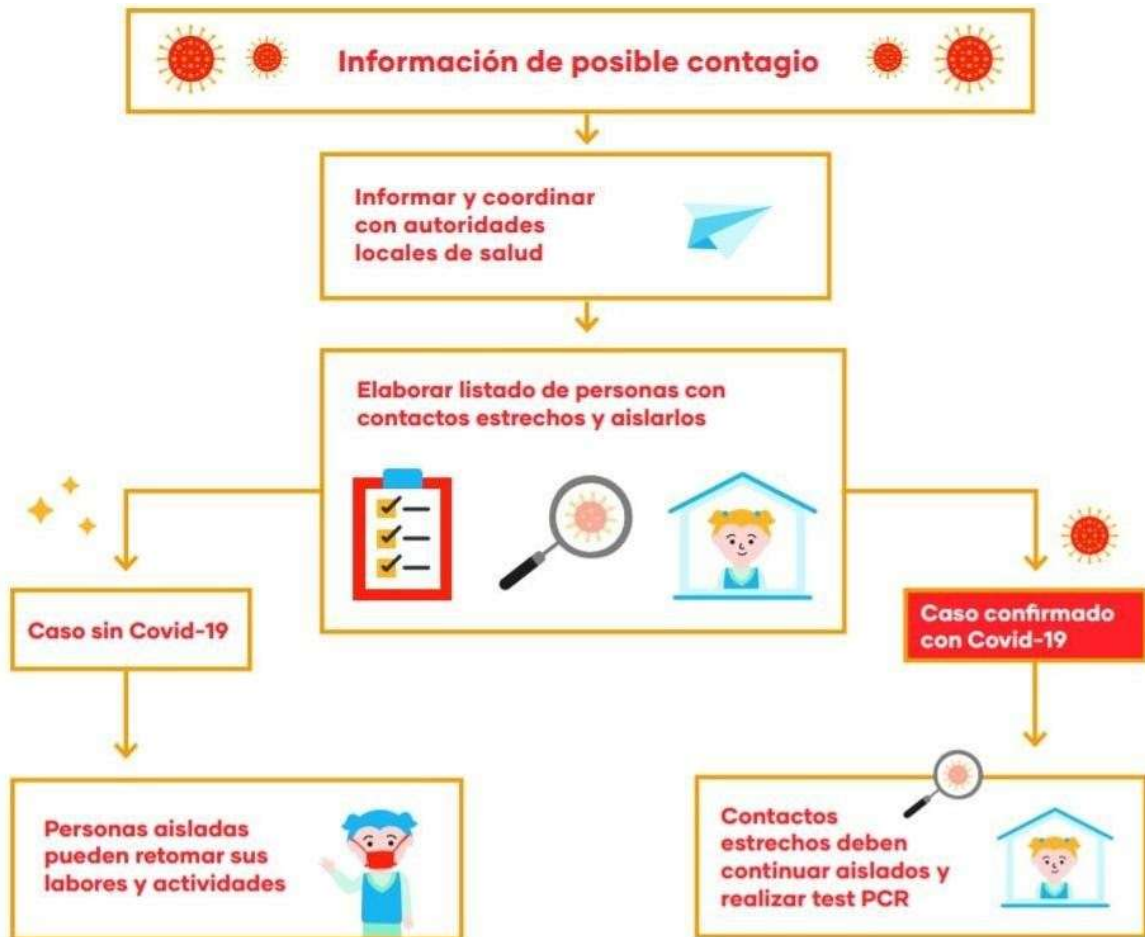 Información de posible contagio
Informar y coordinar
con autoridades
locales de salud
Elaborar listado de personas con
contactos estrechos y aislarlos
Caso sin Covid-19
Caso confirmado
con Covid-19
Personas aisladas
pueden retomar sus
labores y actividades
Contactos
estrechos deben
continuar aislados y
realizar test PCR